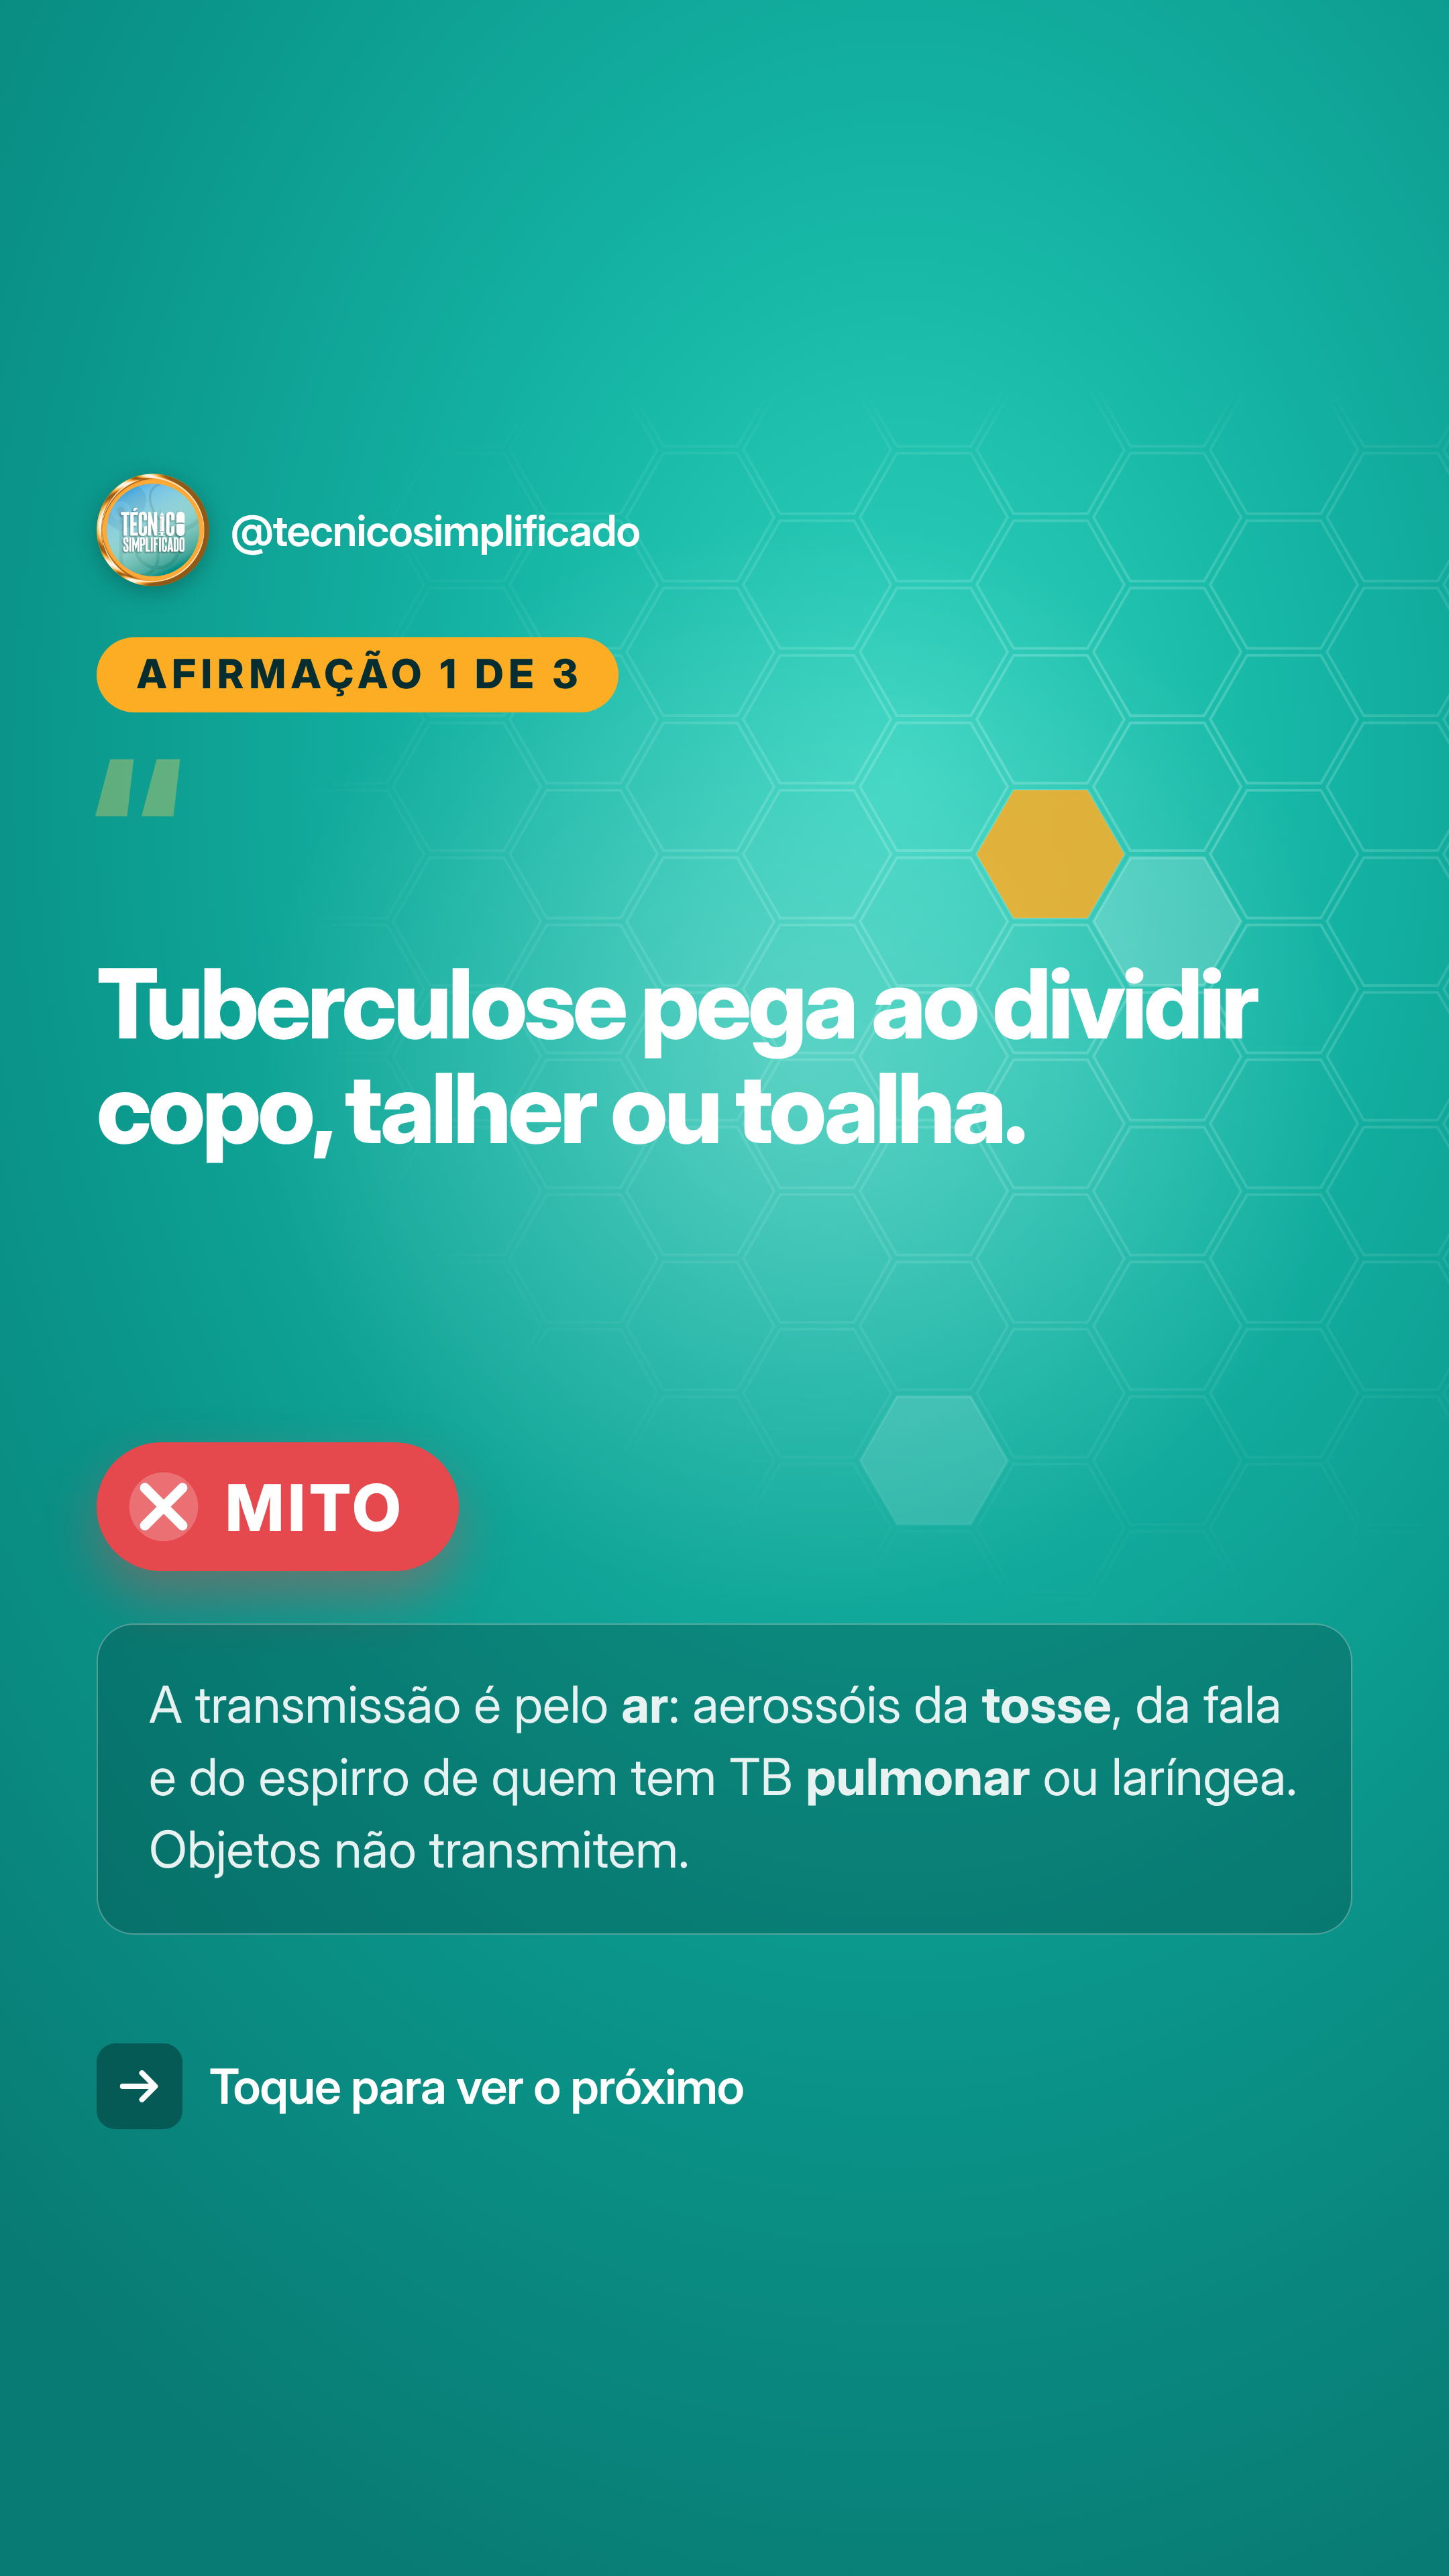 TÉCNICO
SIMPLIFICADO
@tecnicosimplificado
AFIRMAÇÃO 1 DE 3
"
Tuberculose pega ao dividir
copo, talher ou toalha.
MITO
A transmissão é pelo ar: aerossóis da tosse, da fala
e do espirro de quem tem TB pulmonar ou laríngea.
Objetos não transmitem.
Toque para ver o próximo